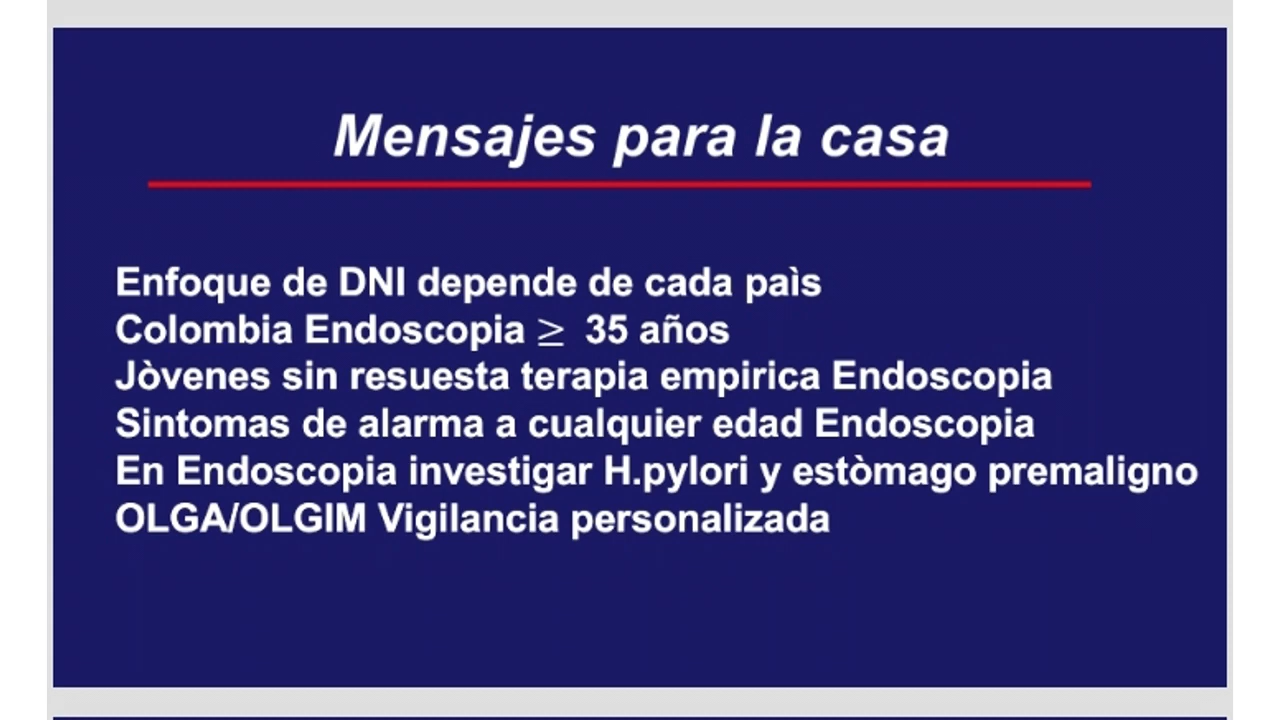 Mensajes para la casa
Enfoque de DNI depende de cada paìs
Colombia Endoscopia ≥ 35 años
Jòvenes sin resuesta terapia empirica Endoscopia
Sintomas de alarma a cualquier edad Endoscopia
En Endoscopia investigar H.pylori y estòmago premaligno
OLGA/OLGIM Vigilancia personalizada